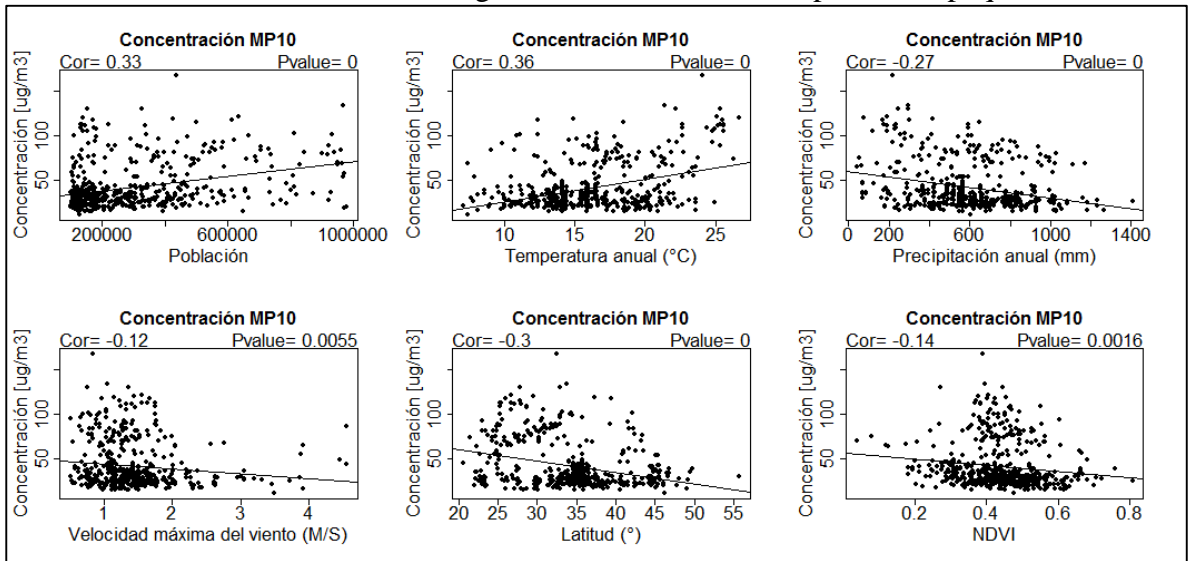 Concentración MP10
Cor= 0.33 Pvalue= 0
Concentración [ug/m3]
50 100
200000 600000 1000000
Población
Concentración MP10
Cor= 0.36 Pvalue= 0
Concentración [ug/m3]
50 100
10 15 20 25
Temperatura anual (°C)
Concentración MP10
Cor= -0.27 Pvalue= 0
Concentración [ug/m3]
50 100
0 200 600 1000 1400
Precipitación anual (mm)
Concentración MP10
Cor= -0.12 Pvalue= 0.0055
Concentración [ug/m3]
50 100
1 2 3 4
Velocidad máxima del viento (M/S)
Concentración MP10
Cor= -0.3 Pvalue= 0
Concentración [ug/m3]
50 100
20 25 30 35 40 45 50 55
Latitud (°)
Concentración MP10
Cor= -0.14 Pvalue= 0.0016
Concentración [ug/m3]
50 100
0.2 0.4 0.6 0.8
NDVI